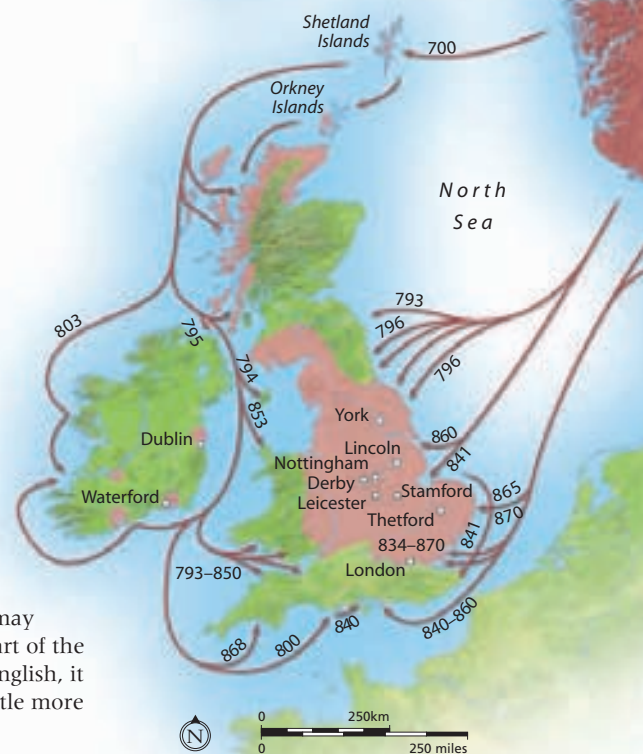 Shetland
Islands
700
Orkney
Islands
North
Sea
793
796
796
803
795
794
853
York
860
Lincoln
841
Dublin
Nottingham
Derby
Stamford
865
Leicester
870
Waterford
Thetford
834–870
841
London
793–850
840
840–860
868
800
may
rt of the
nglish, it
tle more
N
0 250km
0 250 miles